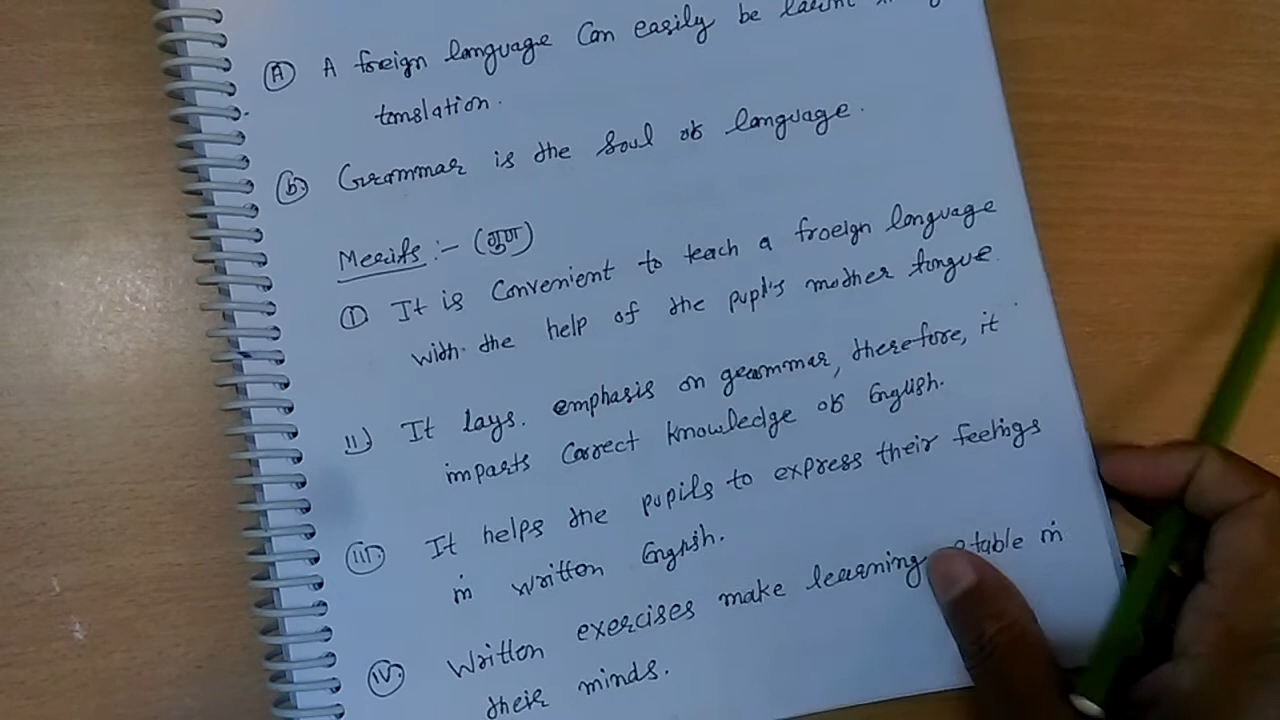 (A) A foreign language Can easily be
tonslation.
(b) Grammar is the Soul of language.
Merits :- (गुण)
(I) It is Convenient to teach a froeign language
with the help of the pupl's mother tongue.
II) It lays. emphasis on grammar, therefore, it
imparts Correct knowledge of English.
(III) It helps the pupils to express their feelings
in written English.
(IV) Written exercises make learning stable in
their minds.